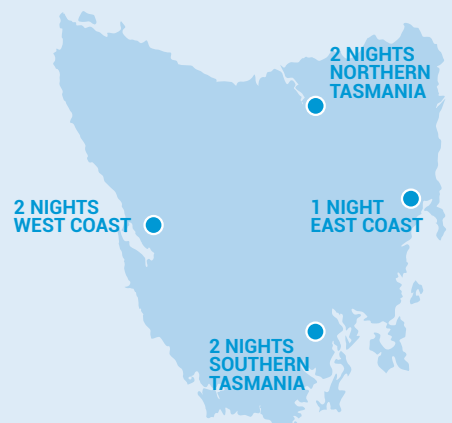 2 NIGHTS
NORTHERN
TASMANIA
2 NIGHTS
WEST COAST
1 NIGHT
EAST COAST
2 NIGHTS
SOUTHERN
TASMANIA